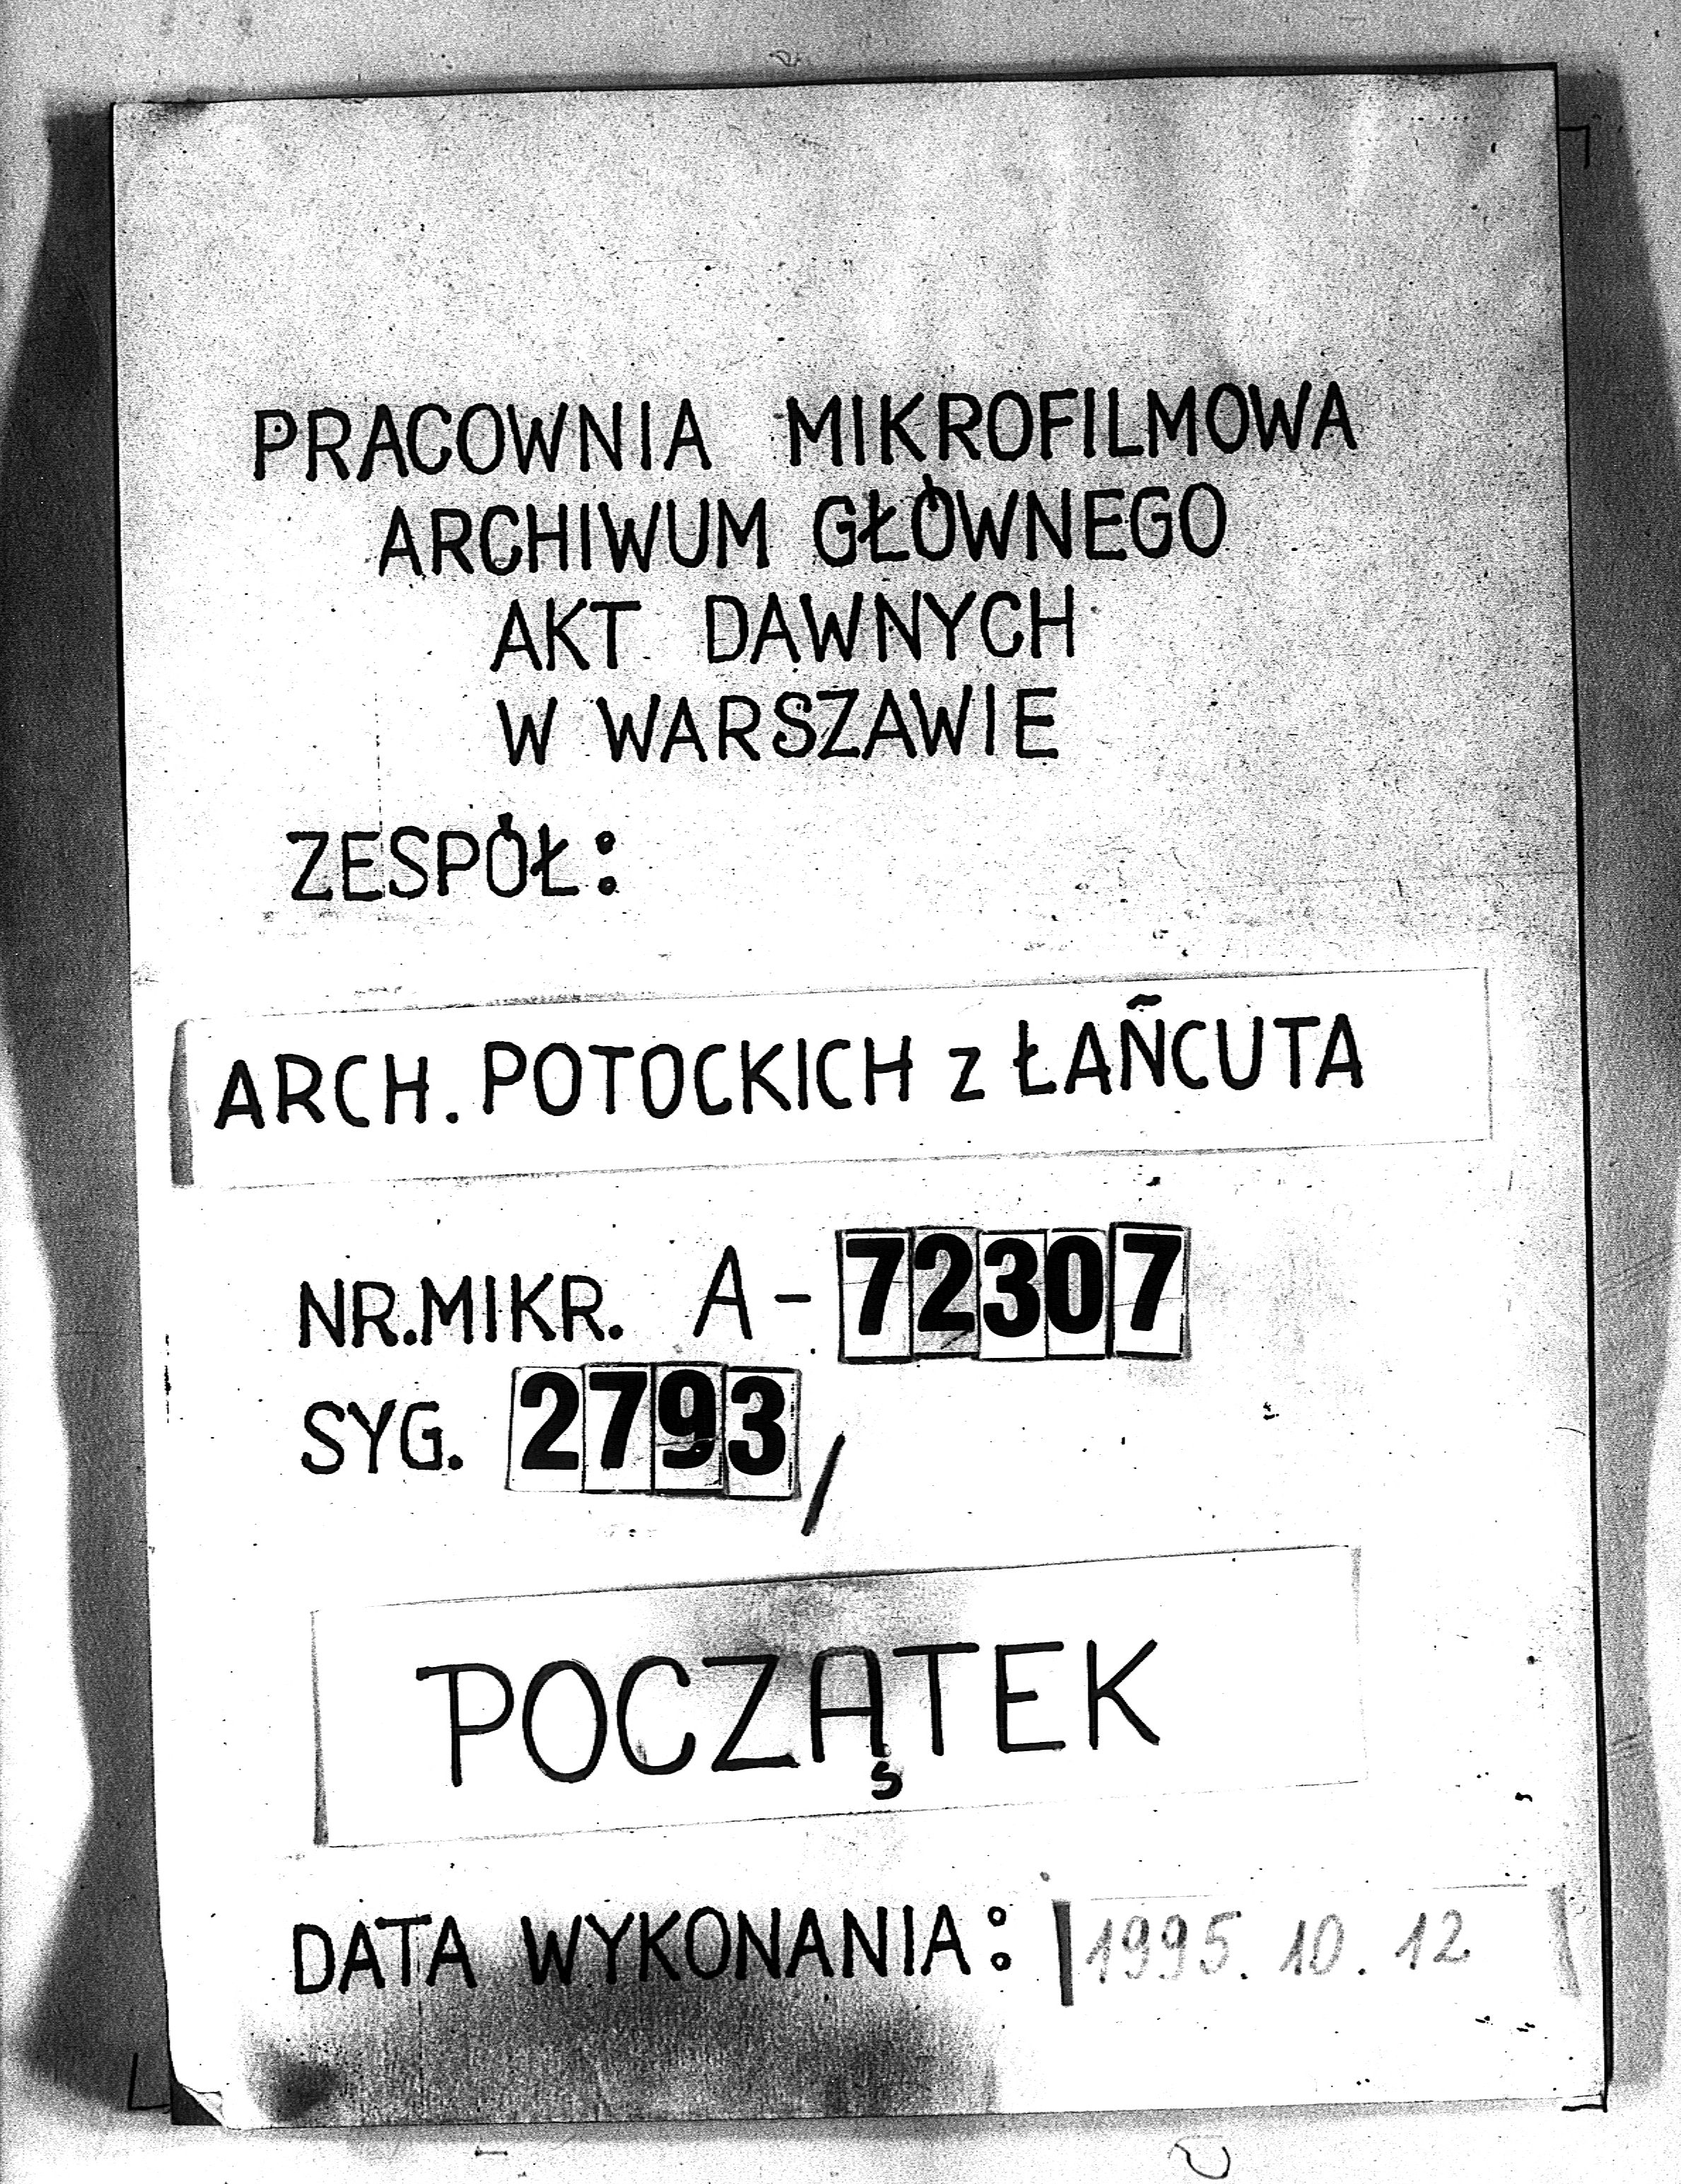 PRACOWNIA MIKROFILMOWA
ARCHIWUM GŁÓWNEGO
AKT DAWNYCH
W WARSZAWIE
ZESPÓŁ:
ARCH. POTOCKICH z ŁAŃCUTA
NR.MIKR. A-72307
SYG. 2793/
POCZĄTEK
DATA WYKONANIA: 1995.10.12